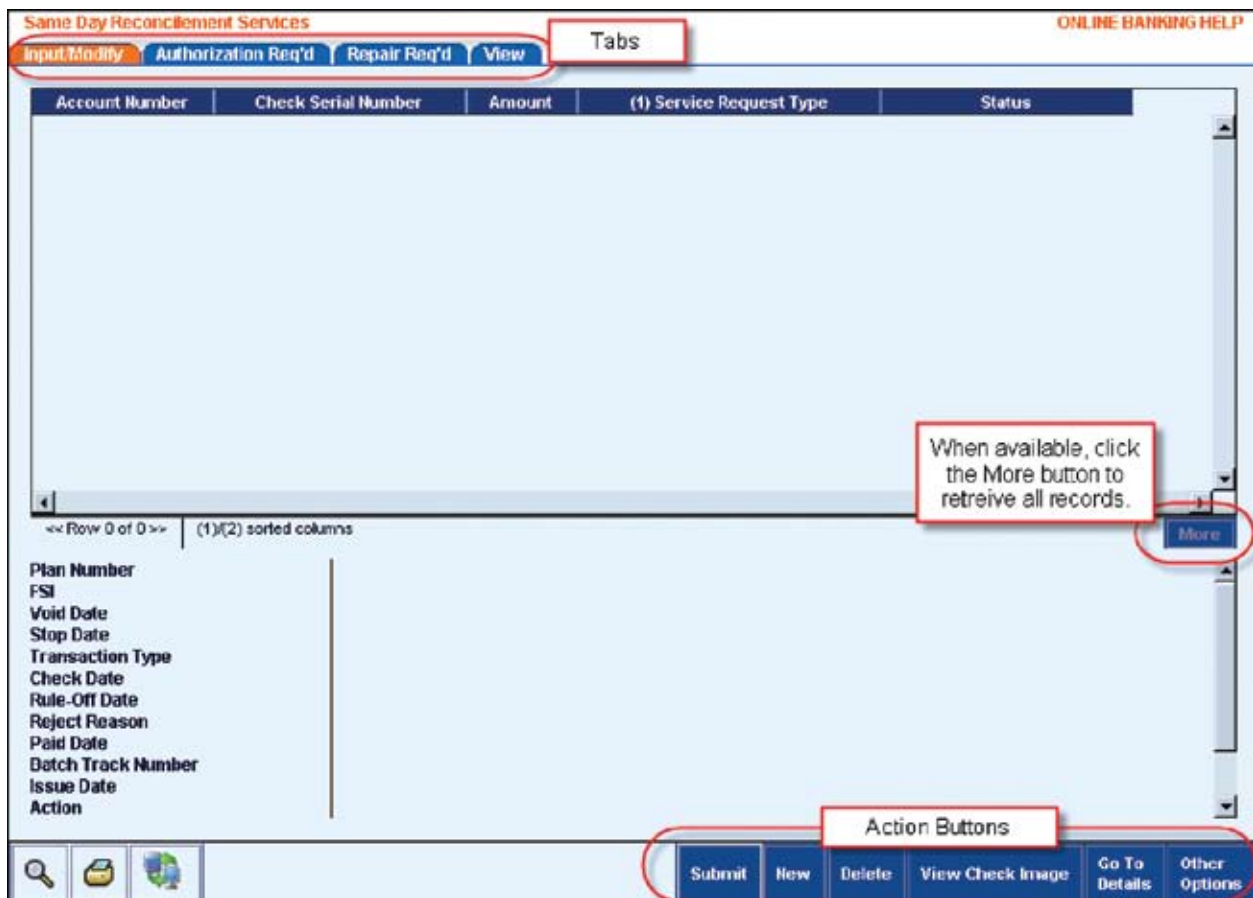 Same Day Reconcilement Services
ONLINE BANKING HELP
Input/Modify Authorization Req'd Repair Req'd View
Tabs
Account Number Check Serial Number Amount (1) Service Request Type Status
When available, click
the More button to
retreive all records.
<< Row 0 of 0 >> (1)/(2) sorted columns
More
Plan Number
FSI
Void Date
Stop Date
Transaction Type
Check Date
Rule-Off Date
Reject Reason
Paid Date
Batch Track Number
Issue Date
Action
Action Buttons
Submit New Delete View Check Image Go To Details Other Options